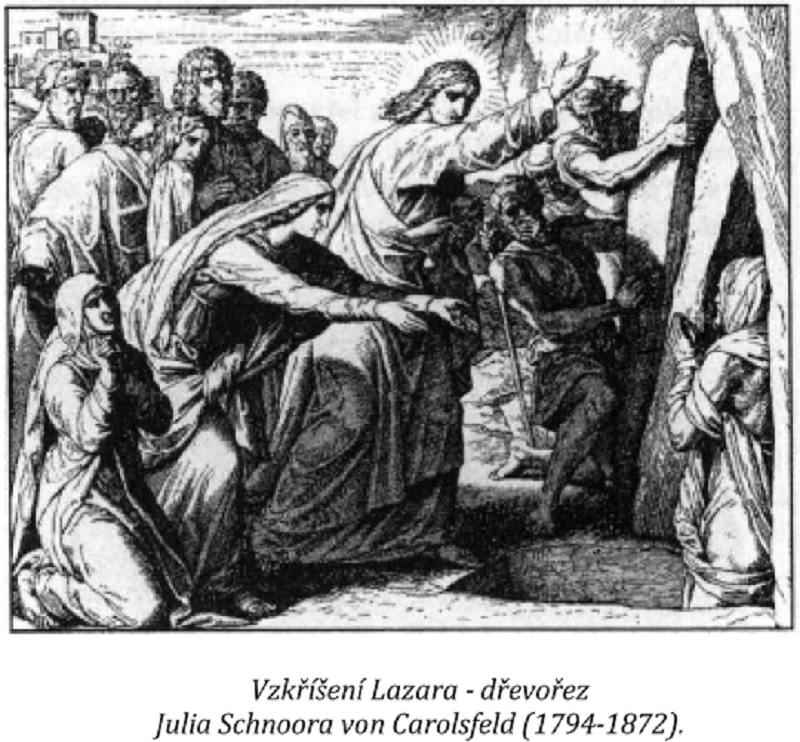 Vzkříšení Lazara - dřevořez
Julia Schnoora von Carolsfeld (1794-1872).